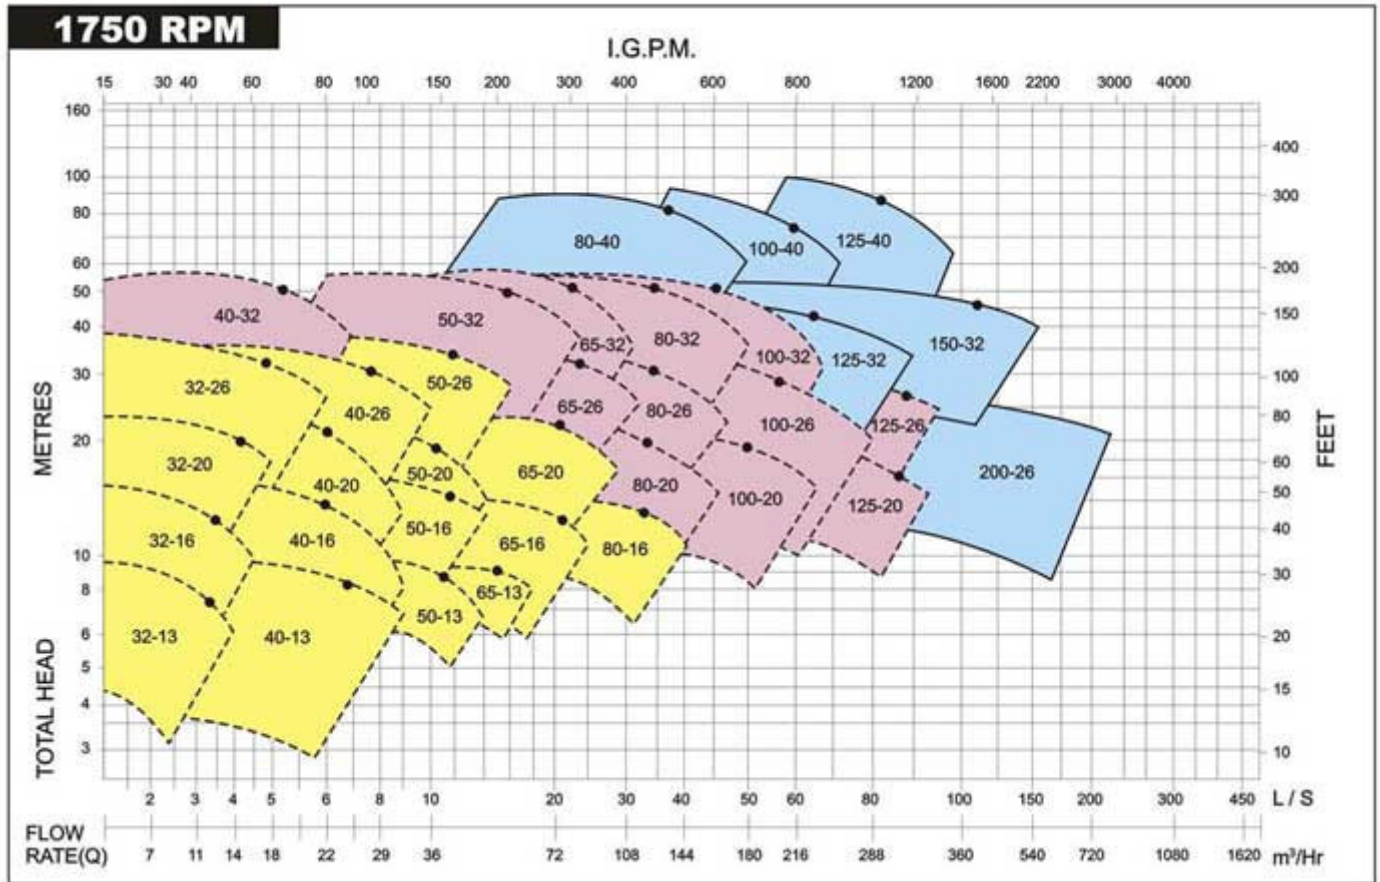 1750 RPM
I.G.P.M.
15 30 40 60 80 100 150 200 300 400 600 800 1200 1600 2200 3000 4000
160
100
80
60
50
40
30
20
10
8
6
5
4
3
TOTAL HEAD METRES
400
300
200
150
100
80
60
50
40
30
20
15
10
FEET
80-40 100-40 125-40
40-32 50-32 65-32 80-32 100-32 125-32 150-32
32-26 40-26 50-26 65-26 80-26 100-26 125-26 200-26
32-20 40-20 50-20 65-20 80-20 100-20 125-20
32-16 40-16 50-16 65-16 80-16
32-13 40-13 50-13 65-13
2 3 4 5 6 8 10 20 30 40 50 60 80 100 150 200 300 450 L / S
FLOW
RATE(Q) 7 11 14 18 22 29 36 72 108 144 180 216 288 360 540 720 1080 1620 m³/Hr